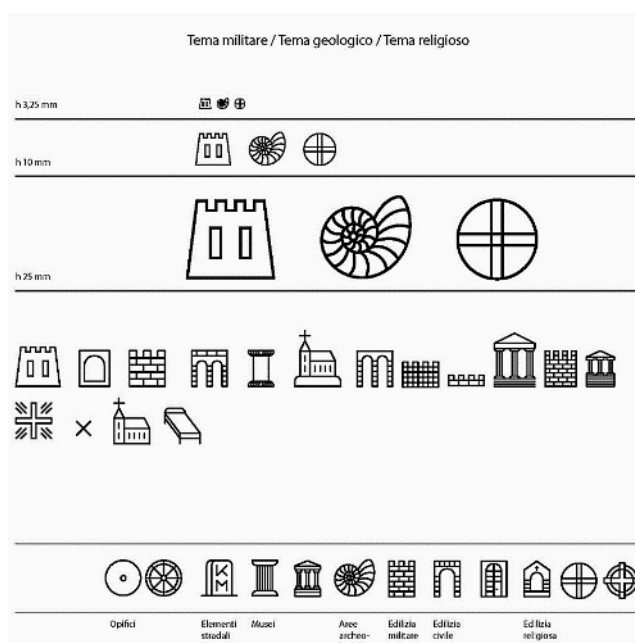 Tema militare / Tema geologico / Tema religioso
h 3,25 mm
h 10 mm
h 25 mm
KM
Opifici
Elementi stradali
Musei
Aree archeo-
Edilizia militare
Edilizia civile
Edilizia religiosa